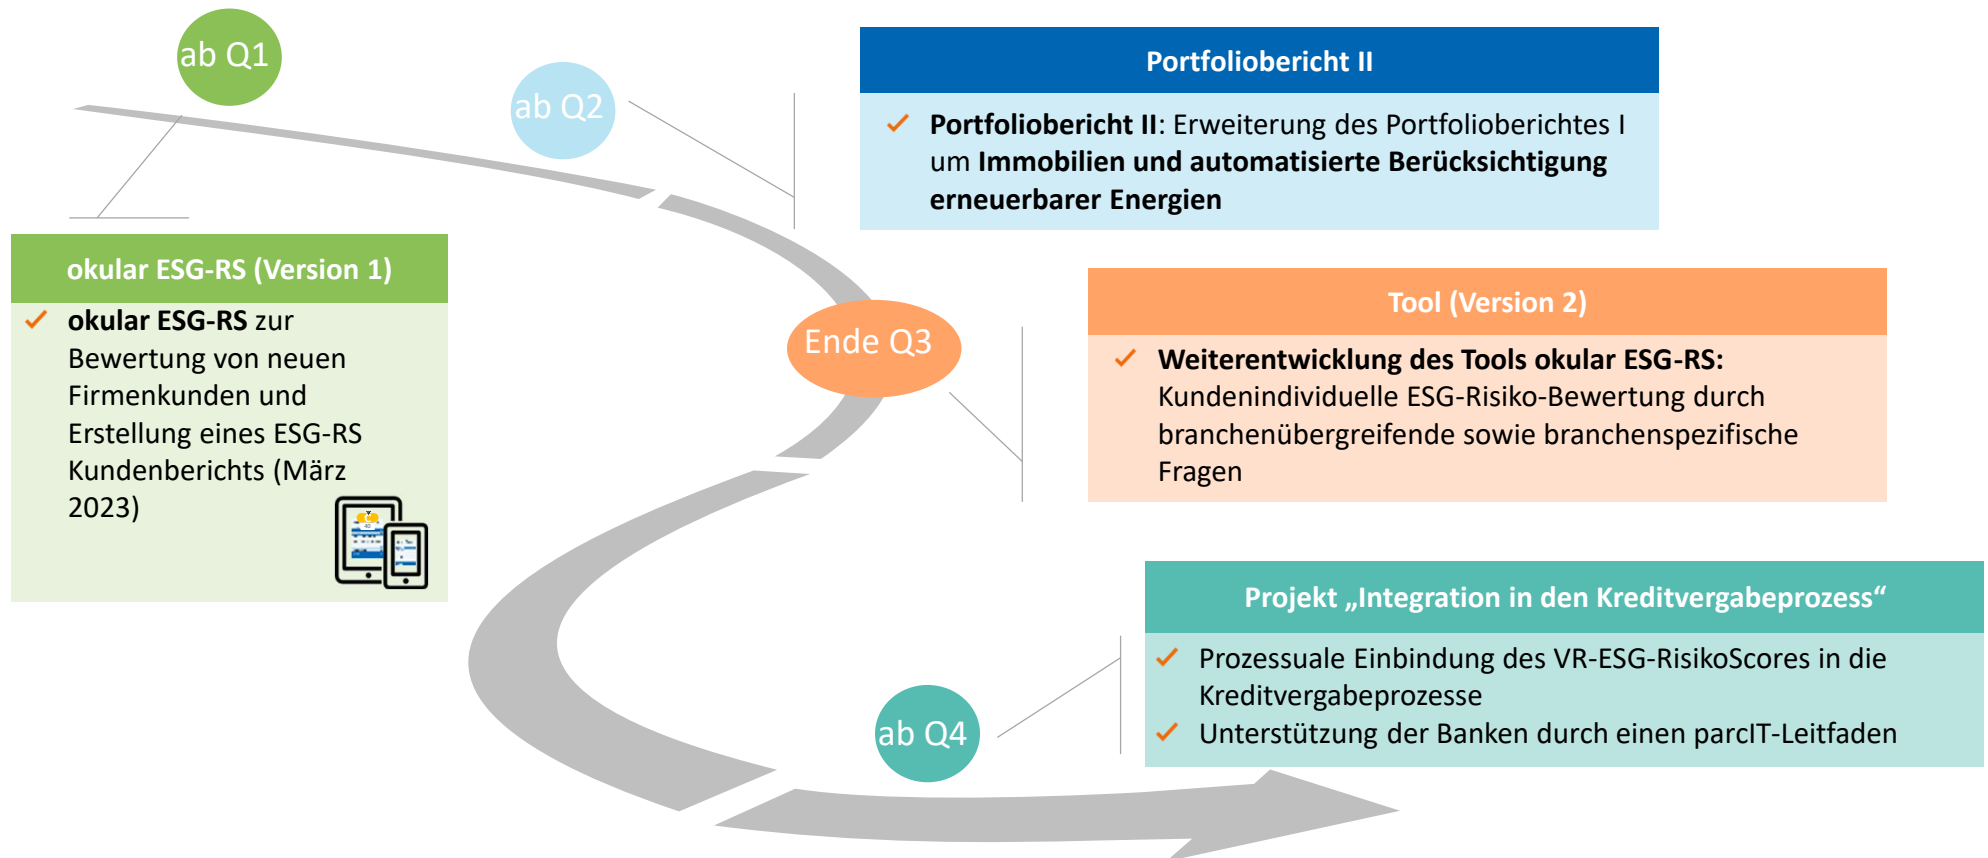 ab Q1
okular ESG-RS (Version 1)
okular ESG-RS zur
Bewertung von neuen
Firmenkunden und
Erstellung eines ESG-RS
Kundenberichts (März
2023)
ab Q2
Portfoliobericht II
Portfoliobericht II: Erweiterung des Portfolioberichtes I
um Immobilien und automatisierte Berücksichtigung
erneuerbarer Energien
Ende Q3
Tool (Version 2)
Weiterentwicklung des Tools okular ESG-RS:
Kundenindividuelle ESG-Risiko-Bewertung durch
branchenübergreifende sowie branchenspezifische
Fragen
ab Q4
Projekt „Integration in den Kreditvergabeprozess“
Prozessuale Einbindung des VR-ESG-RisikoScores in die
Kreditvergabeprozesse
Unterstützung der Banken durch einen parcIT-Leitfaden